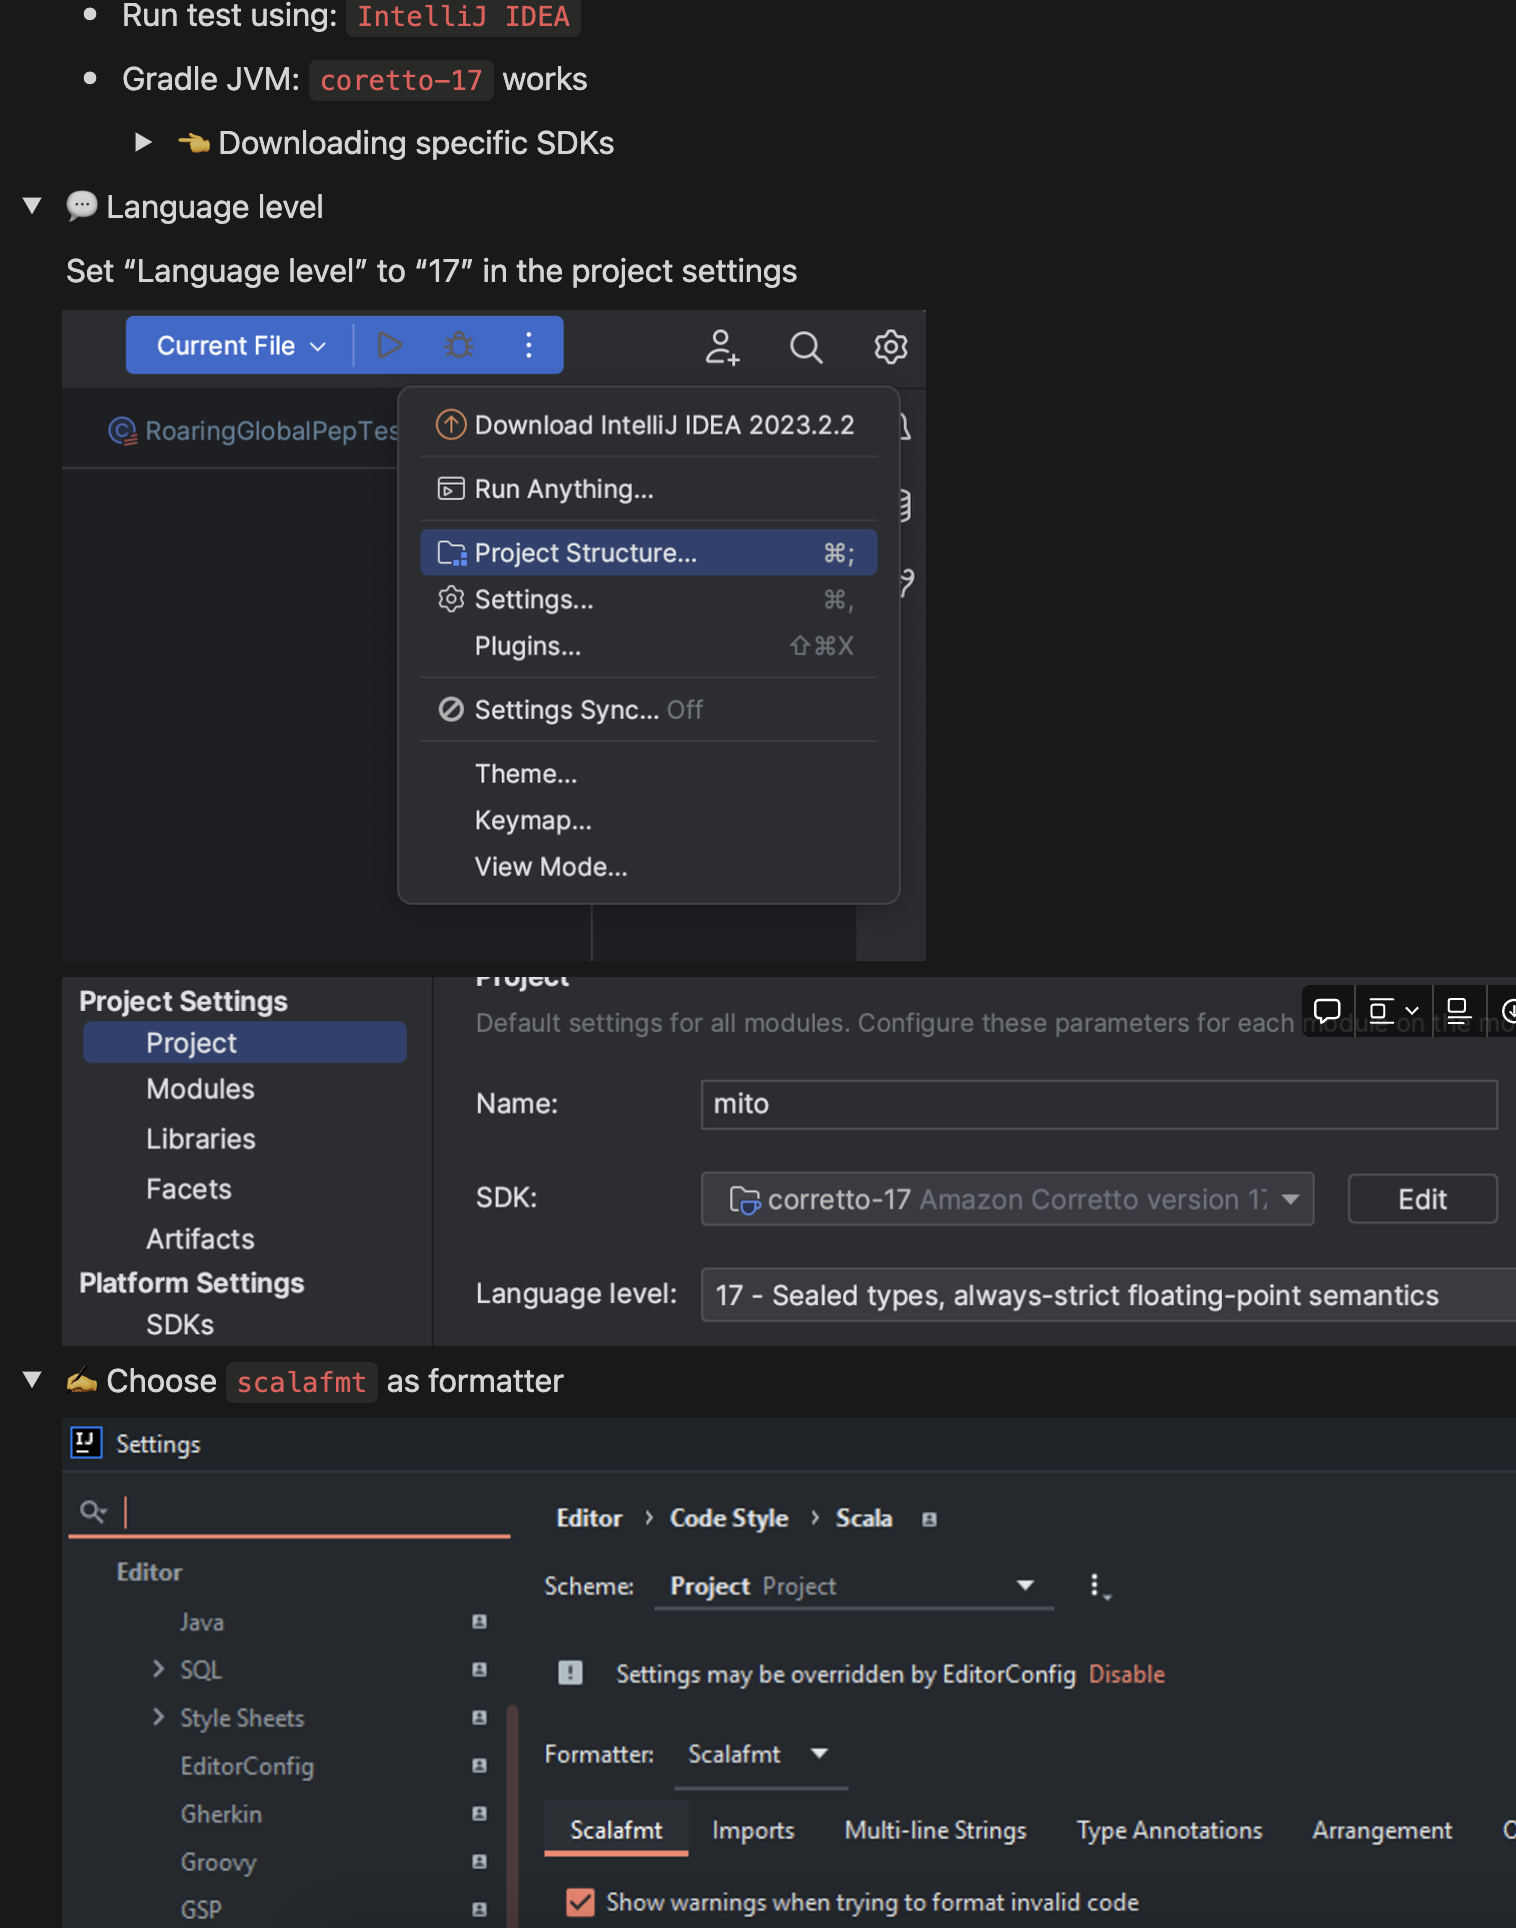 Run test using: IntelliJ IDEA
Gradle JVM: coretto-17 works
Downloading specific SDKs
Language level
Set “Language level” to “17” in the project settings
Current File
RoaringGlobalPepTes
Download IntelliJ IDEA 2023.2.2
Run Anything...
Project Structure... ⌘;
Settings... ⌘,
Plugins... ⇧⌘X
Settings Sync... Off
Theme...
Keymap...
View Mode...
Project Settings
Project
Modules
Libraries
Facets
Artifacts
Platform Settings
SDKs
Project
Default settings for all modules. Configure these parameters for each module on the mo
Name: mito
SDK: corretto-17 Amazon Corretto version 17 Edit
Language level: 17 - Sealed types, always-strict floating-point semantics
Choose scalafmt as formatter
IJ Settings
Editor
Java
SQL
Style Sheets
EditorConfig
Gherkin
Groovy
GSP
Editor › Code Style › Scala
Scheme: Project Project
Settings may be overridden by EditorConfig Disable
Formatter: Scalafmt
Scalafmt Imports Multi-line Strings Type Annotations Arrangement
Show warnings when trying to format invalid code